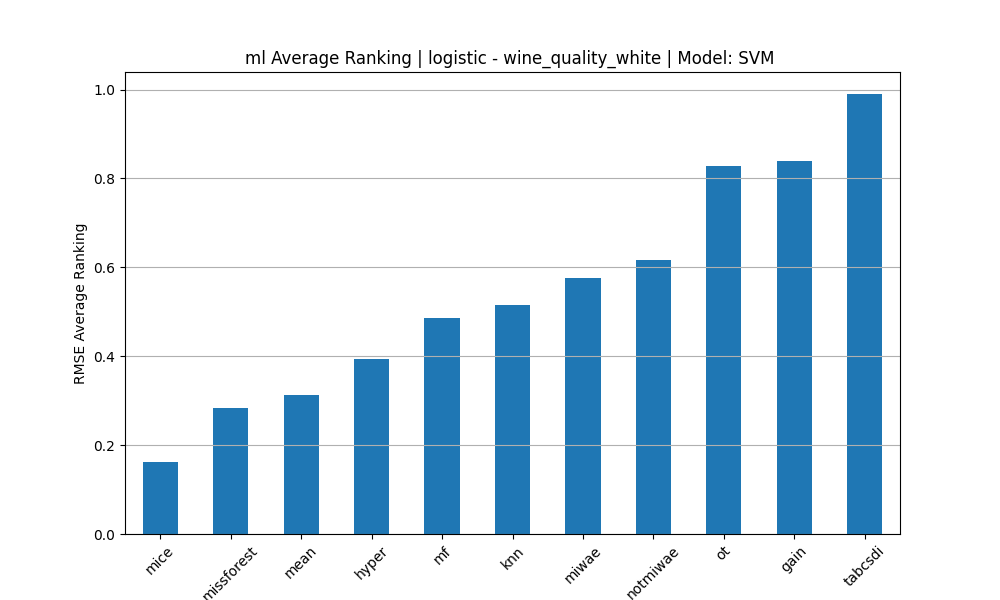 ml Average Ranking | logistic - wine_quality_white | Model: SVM
RMSE Average Ranking
1.0
0.8
0.6
0.4
0.2
0.0
mice
missforest
mean
hyper
mf
knn
miwae
notmiwae
ot
gain
tabcsdi